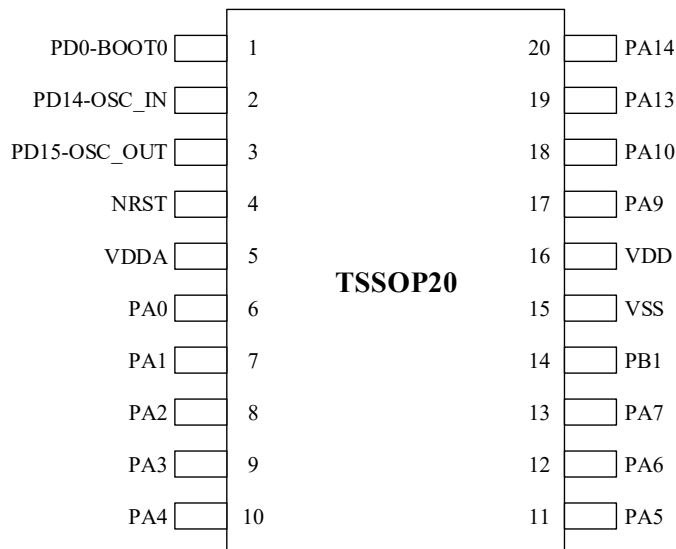 PD0-BOOT0 1 20 PA14
PD14-OSC_IN 2 19 PA13
PD15-OSC_OUT 3 18 PA10
NRST 4 17 PA9
VDDA 5 16 VDD
TSSOP20
PA0 6 15 VSS
PA1 7 14 PB1
PA2 8 13 PA7
PA3 9 12 PA6
PA4 10 11 PA5